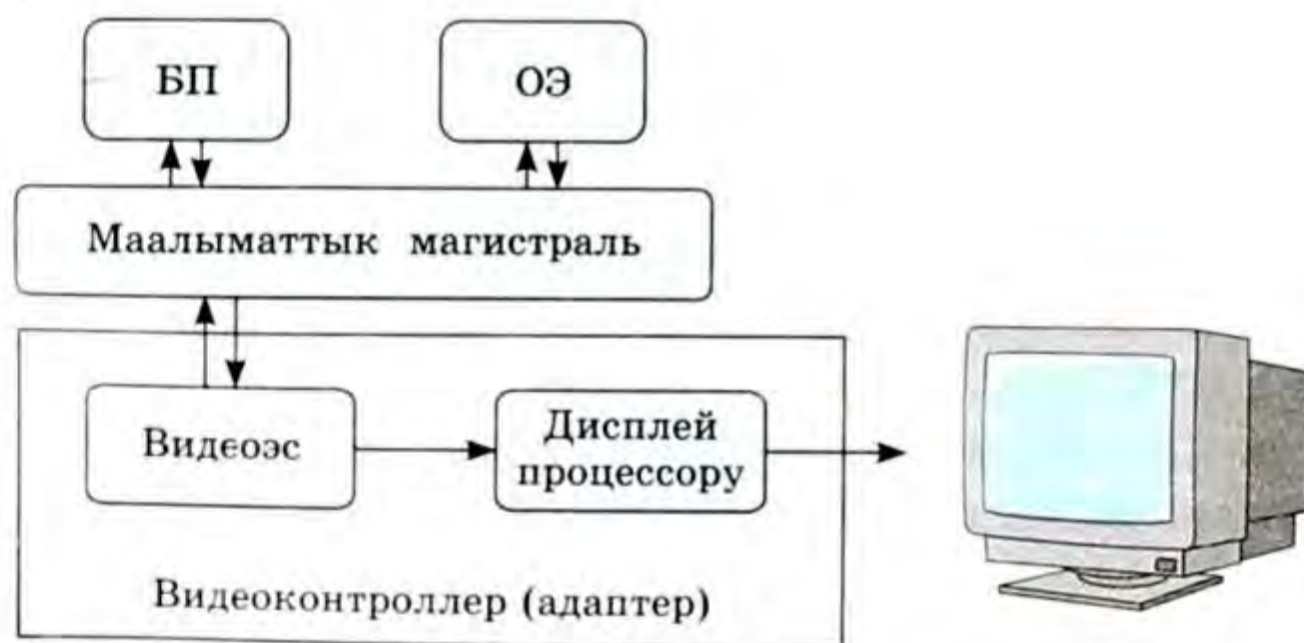 БП
ОЭ
Маалыматтык магистраль
Видеоэс
Дисплей
процессору
Видеоконтроллер (адаптер)